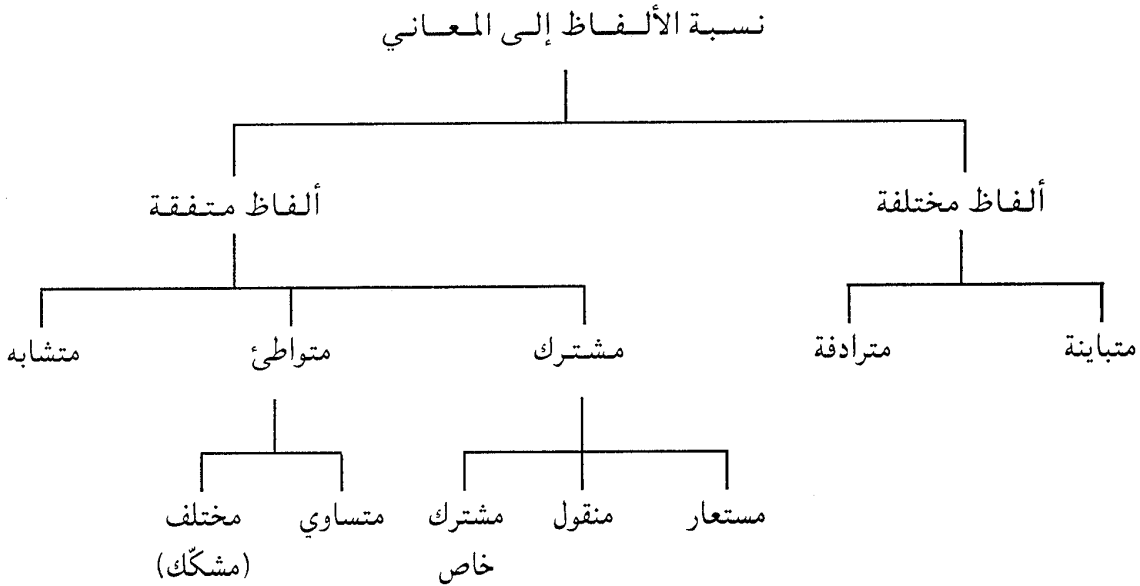 نسبة الألفاظ إلى المعاني
ألفاظ مختلفة
ألفاظ متفقة
متباينة
مترادفة
مشترك
متواطئ
متشابه
مستعار
منقول
مشترك
خاص
متساوي
مختلف
(مشكّك)